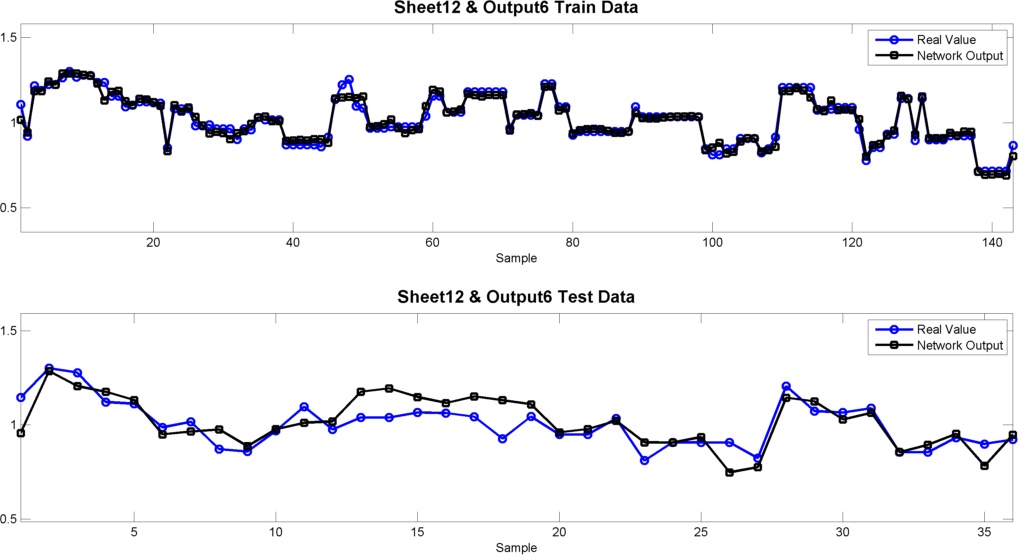 Sheet12 & Output6 Train Data
Real Value
Network Output
1.5
1
0.5
20 40 60 80 100 120 140
Sample
Sheet12 & Output6 Test Data
Real Value
Network Output
1.5
1
0.5
5 10 15 20 25 30 35
Sample